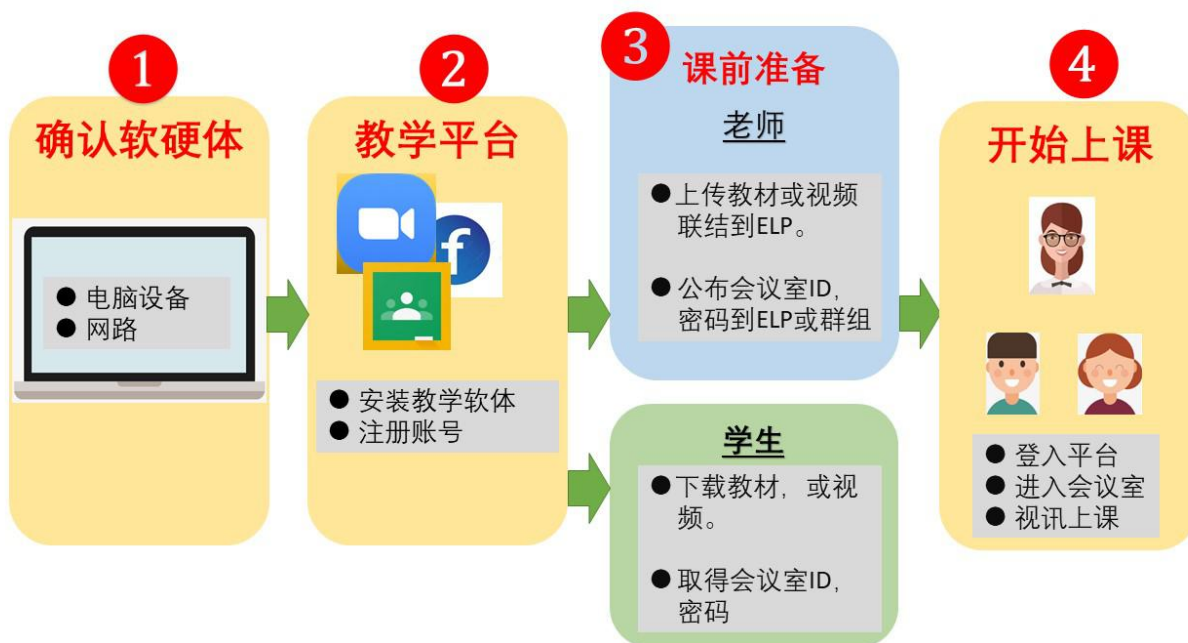 1
确认软硬体
● 电脑设备
● 网路
2
教学平台
f
● 安装教学软体
● 注册账号
3
课前准备
老师
● 上传教材或视频
联结到ELP。
● 公布会议室ID,
密码到ELP或群组
学生
● 下载教材，或视
频。
● 取得会议室ID,
密码
4
开始上课
● 登入平台
● 进入会议室
● 视讯上课